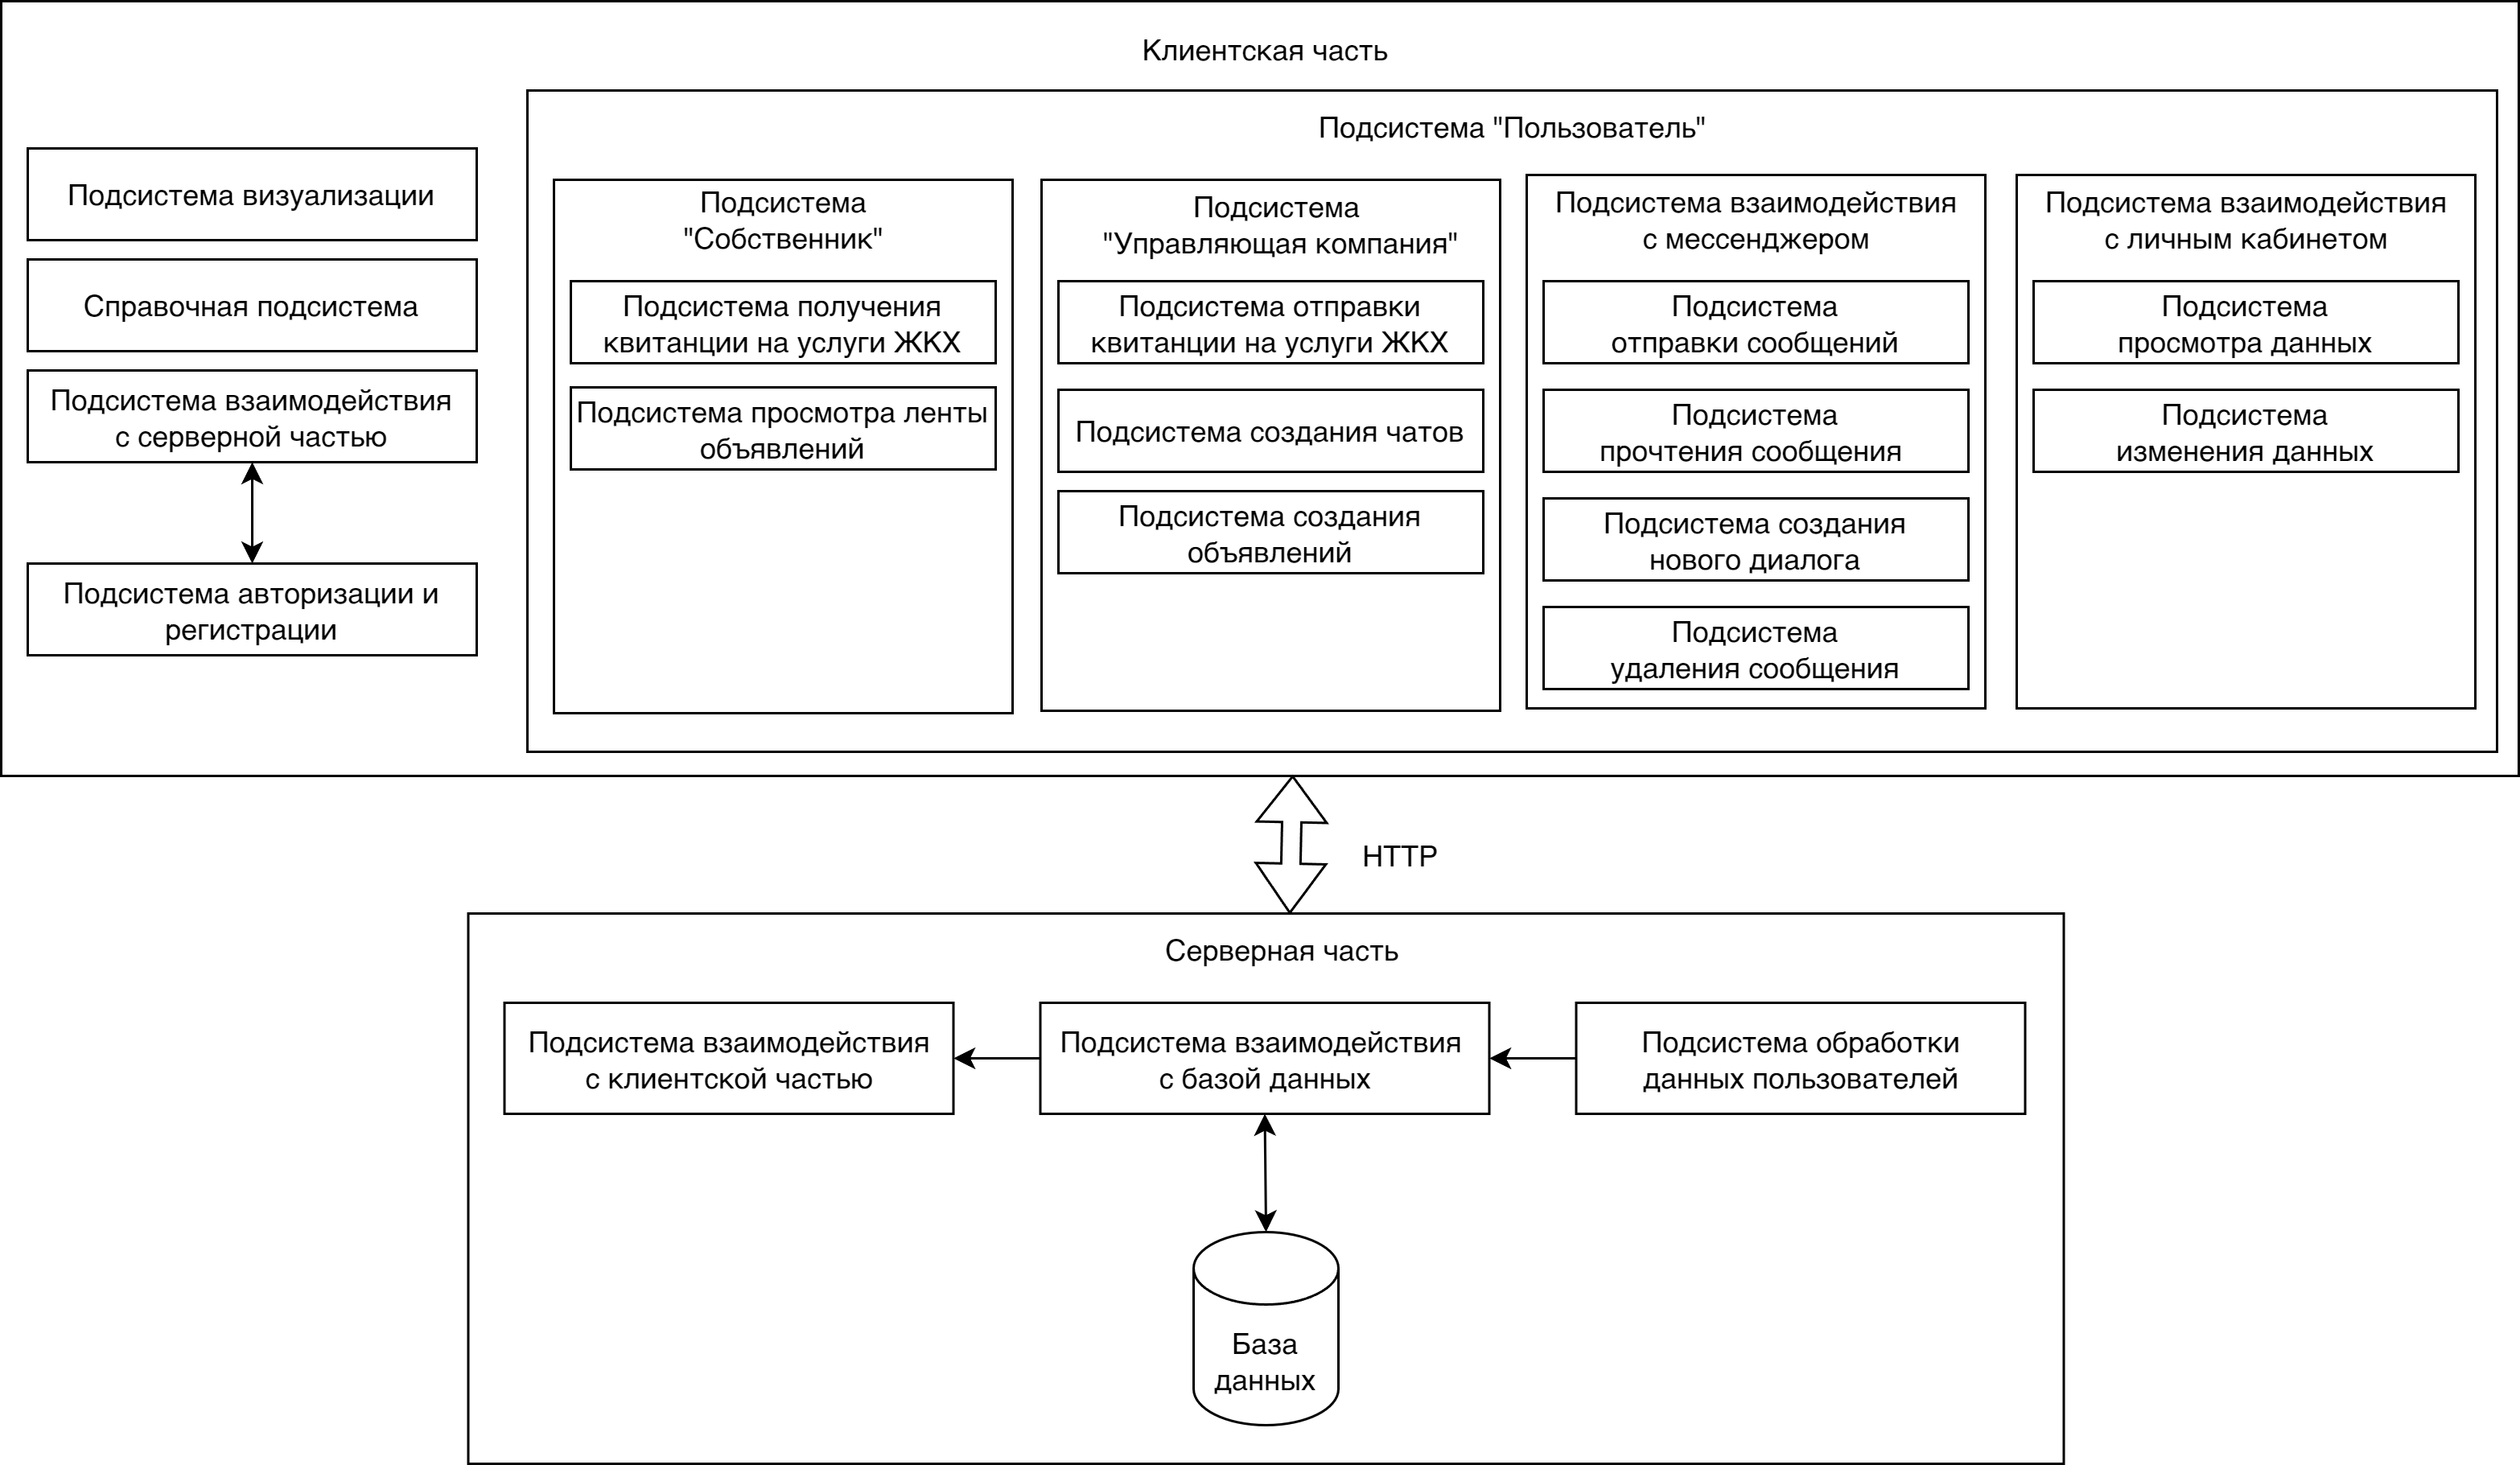 Клиентская часть
Подсистема визуализации
Справочная подсистема
Подсистема взаимодействия
с серверной частью
Подсистема авторизации и
регистрации
Подсистема "Пользователь"
Подсистема
"Собственник"
Подсистема получения
квитанции на услуги ЖКХ
Подсистема просмотра ленты
объявлений
Подсистема
"Управляющая компания"
Подсистема отправки
квитанции на услуги ЖКХ
Подсистема создания чатов
Подсистема создания
объявлений
Подсистема взаимодействия
с мессенджером
Подсистема
отправки сообщений
Подсистема
прочтения сообщения
Подсистема создания
нового диалога
Подсистема
удаления сообщения
Подсистема взаимодействия
с личным кабинетом
Подсистема
просмотра данных
Подсистема
изменения данных
HTTP
Серверная часть
Подсистема взаимодействия
с клиентской частью
Подсистема взаимодействия
с базой данных
Подсистема обработки
данных пользователей
База
данных